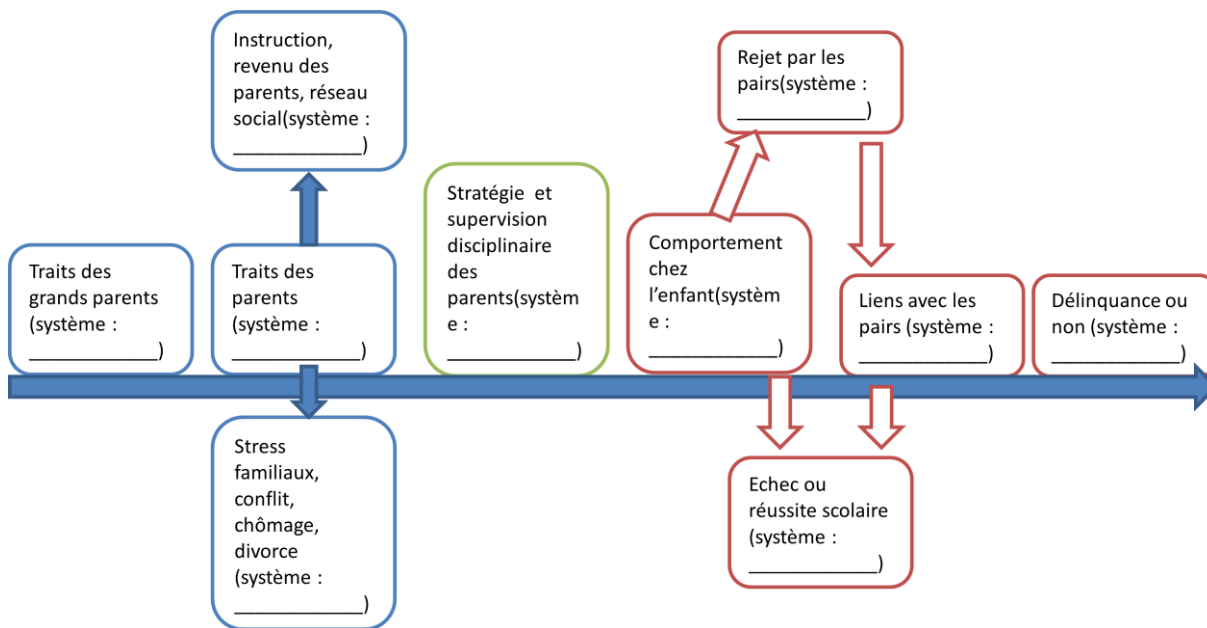 Instruction,
revenu des
parents, réseau
social(système :
_____________)
Rejet par les
pairs(système :
_____________)
Stratégie et
supervision
disciplinaire
des
parents(systèm
e :
_____________)
Comportement
chez
l’enfant(systèm
e :
_____________)
Traits des
grands parents
(système :
_____________)
Traits des
parents
(système :
_____________)
Liens avec les
pairs (système :
_____________)
Délinquance ou
non (système :
_____________)
Stress
familiaux,
conflit,
chômage,
divorce
(système :
_____________)
Echec ou
réussite scolaire
(système :
_____________)